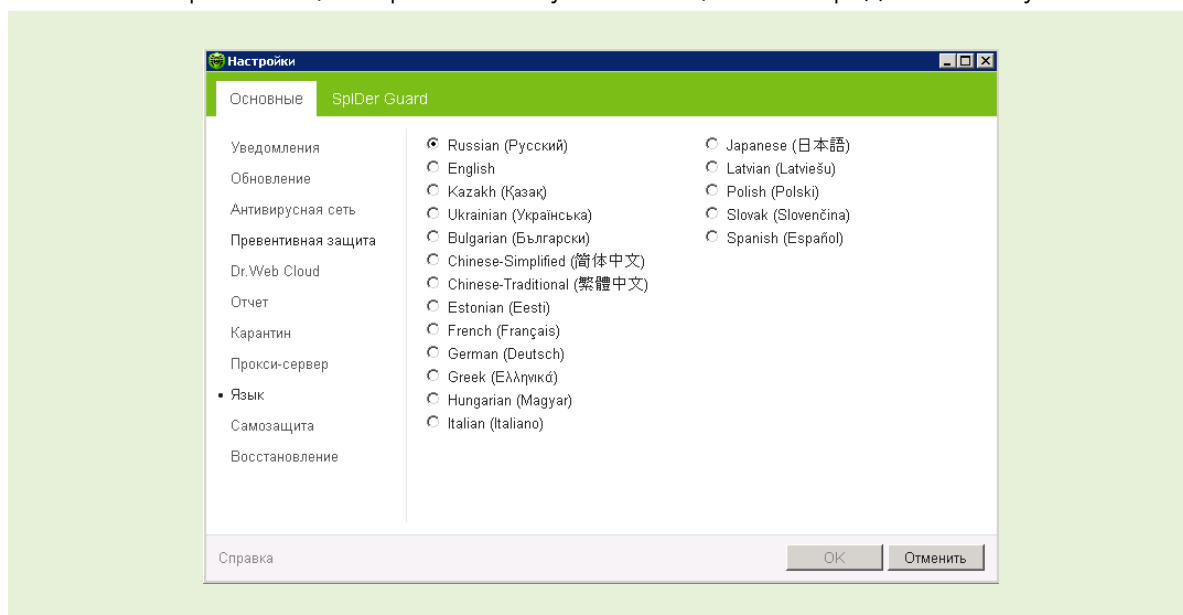 Настройки
Основные
SpIDer Guard
Уведомления
Обновление
Антивирусная сеть
Превентивная защита
Dr.Web Cloud
Отчет
Карантин
Прокси-сервер
Язык
Самозащита
Восстановление
Russian (Русский)
English
Kazakh (Қазақ)
Ukrainian (Українська)
Bulgarian (Български)
Chinese-Simplified (简体中文)
Chinese-Traditional (繁體中文)
Estonian (Eesti)
French (Français)
German (Deutsch)
Greek (Ελληνικά)
Hungarian (Magyar)
Italian (Italiano)
Japanese (日本語)
Latvian (Latviešu)
Polish (Polski)
Slovak (Slovenčina)
Spanish (Español)
Справка
OK
Отменить